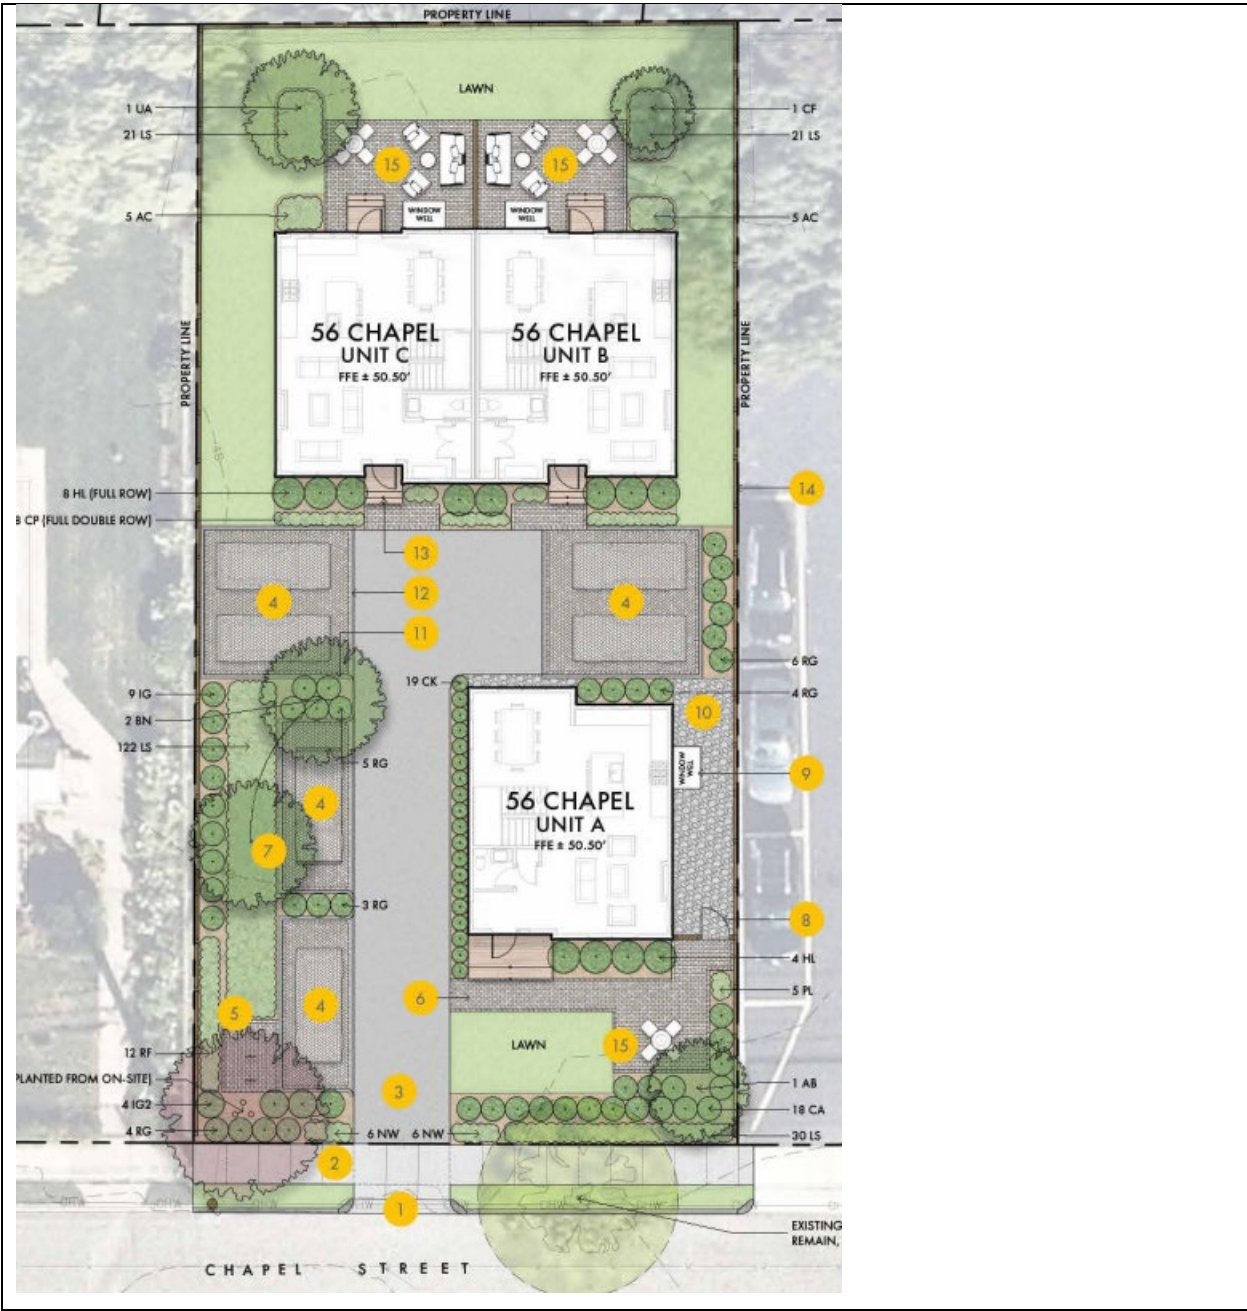 PROPERTY LINE
LAWN
1 UA
1 CF
21 LS
21 LS
15
15
5 AC
5 AC
WINDOW WELL
WINDOW WELL
56 CHAPEL
UNIT C
FFE ± 50.50'
56 CHAPEL
UNIT B
FFE ± 50.50'
PROPERTY LINE
PROPERTY LINE
48
8 HL (FULL ROW)
14
8 CP (FULL DOUBLE ROW)
13
12
4
4
11
6 RG
19 CK
9 IG
4 RG
2 BN
10
122 LS
5 RG
WINDOW WELL
9
4
56 CHAPEL
UNIT A
FFE ± 50.50'
7
3 RG
8
4 HL
5 PL
6
4
5
LAWN
15
12 RF
PLANTED FROM ON-SITE)
1 AB
3
4 IG2
18 CA
4 RG
6 NW
6 NW
30 LS
2
OHW
OHW
OHW
OHW
1
EXISTING
REMAIN,
CHAPEL STREET